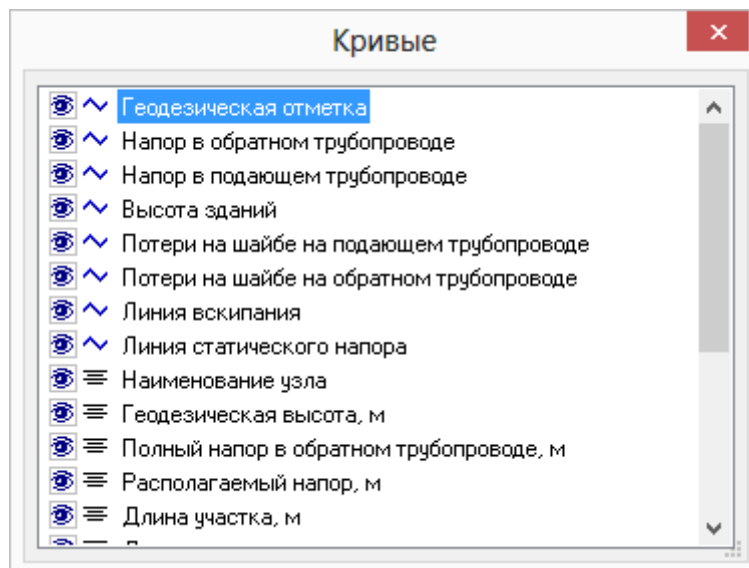 Кривые
Геодезическая отметка
Напор в обратном трубопроводе
Напор в подающем трубопроводе
Высота зданий
Потери на шайбе на подающем трубопроводе
Потери на шайбе на обратном трубопроводе
Линия вскипания
Линия статического напора
Наименование узла
Геодезическая высота, м
Полный напор в обратном трубопроводе, м
Располагаемый напор, м
Длина участка, м